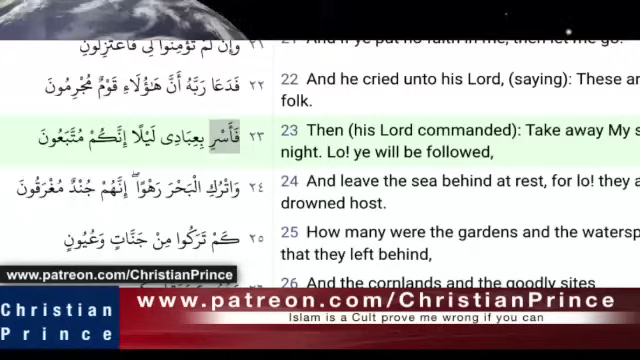 وَإِن لَّمْ تُؤْمِنُوا لِي فَاعْتَزِلُونِ ٢١
21 And if ye put no faith in me, then let me go.
فَدَعَا رَبَّهُ أَنَّ هَٰؤُلَاءِ قَوْمٌ مُّجْرِمُونَ ٢٢
22 And he cried unto his Lord, (saying): These are
folk.
فَأَسْرِ بِعِبَادِي لَيْلًا إِنَّكُم مُّتَّبَعُونَ ٢٣
23 Then (his Lord commanded): Take away My s
night. Lo! ye will be followed,
وَاتْرُكِ الْبَحْرَ رَهْوًا ۖ إِنَّهُمْ جُندٌ مُّغْرَقُونَ ٢٤
24 And leave the sea behind at rest, for lo! they a
drowned host.
كَمْ تَرَكُوا مِن جَنَّاتٍ وَعُيُونٍ ٢٥
25 How many were the gardens and the watersp
that they left behind,
26 And the cornlands and the goodly sites
www.patreon.com/ChristianPrince
Christian
Prince
www.patreon.com/ChristianPrince
Islam is a Cult prove me wrong if you can